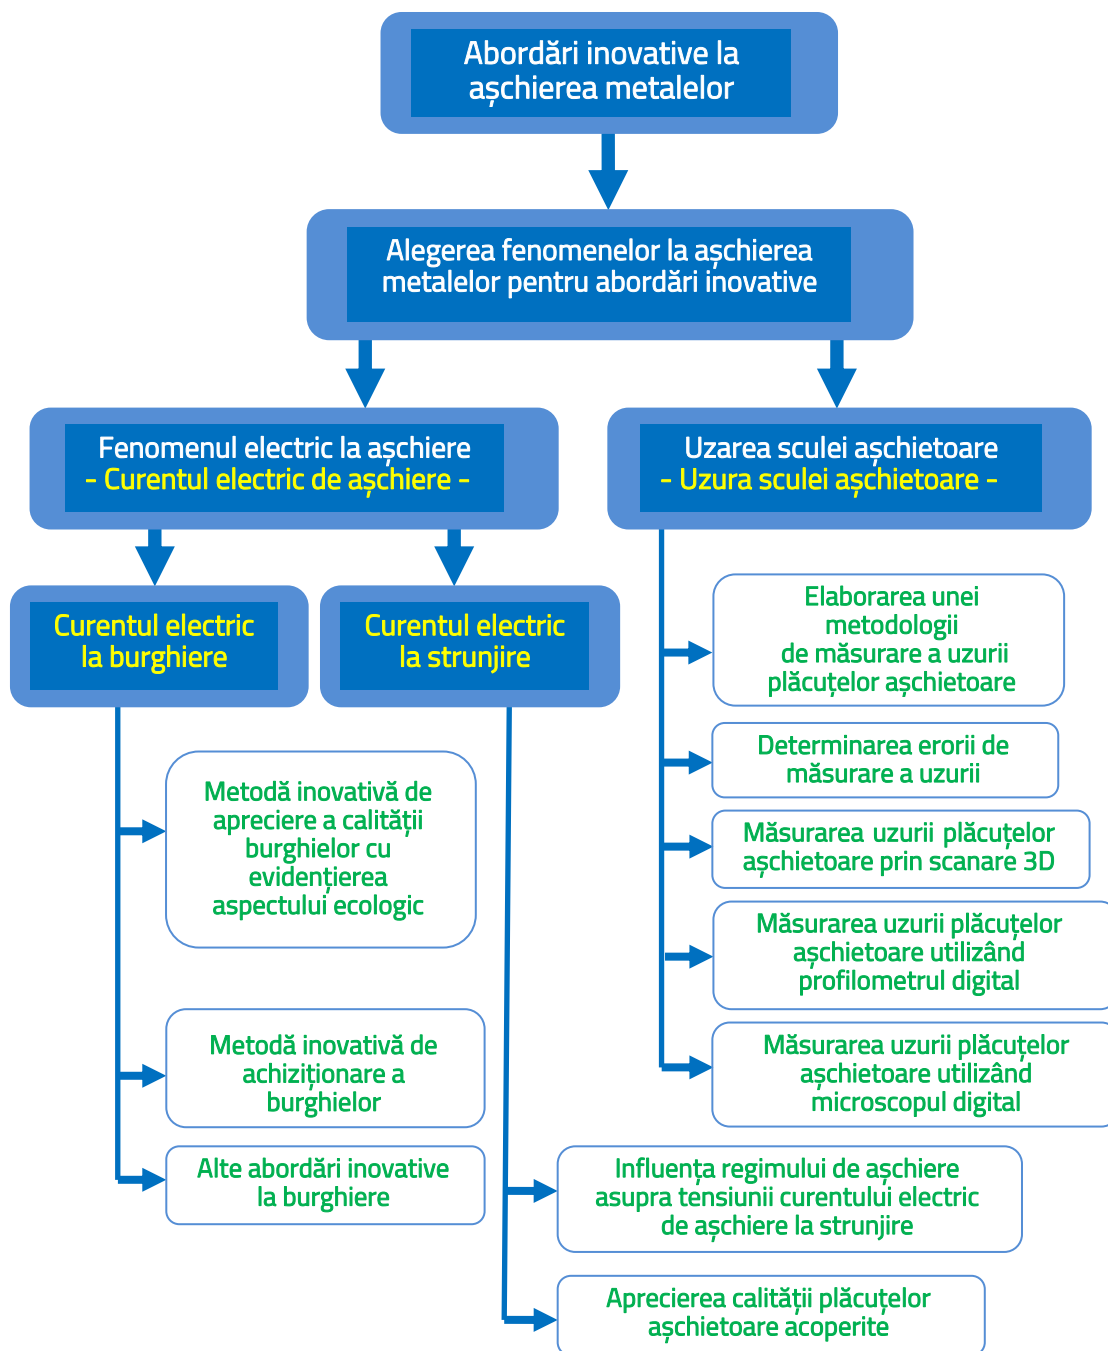 Abordări inovative la
așchierea metalelor
Alegerea fenomenelor la așchierea
metalelor pentru abordări inovative
Fenomenul electric la așchiere
- Curentul electric de așchiere -
Uzarea sculei așchietoare
- Uzura sculei așchietoare -
Curentul electric
la burghiere
Curentul electric
la strunjire
Metodă inovativă de
apreciere a calității
burghielor cu
evidențierea
aspectului ecologic
Metodă inovativă de
achiziționare a
burghielor
Alte abordări inovative
la burghiere
Elaborarea unei
metodologii
de măsurare a uzurii
plăcuțelor așchietoare
Determinarea erorii de
măsurare a uzurii
Măsurarea uzurii plăcuțelor
așchietoare prin scanare 3D
Măsurarea uzurii plăcuțelor
așchietoare utilizând
profilometrul digital
Măsurarea uzurii plăcuțelor
așchietoare utilizând
microscopul digital
Influența regimului de așchiere
asupra tensiunii curentului electric
de așchiere la strunjire
Aprecierea calității plăcuțelor
așchietoare acoperite